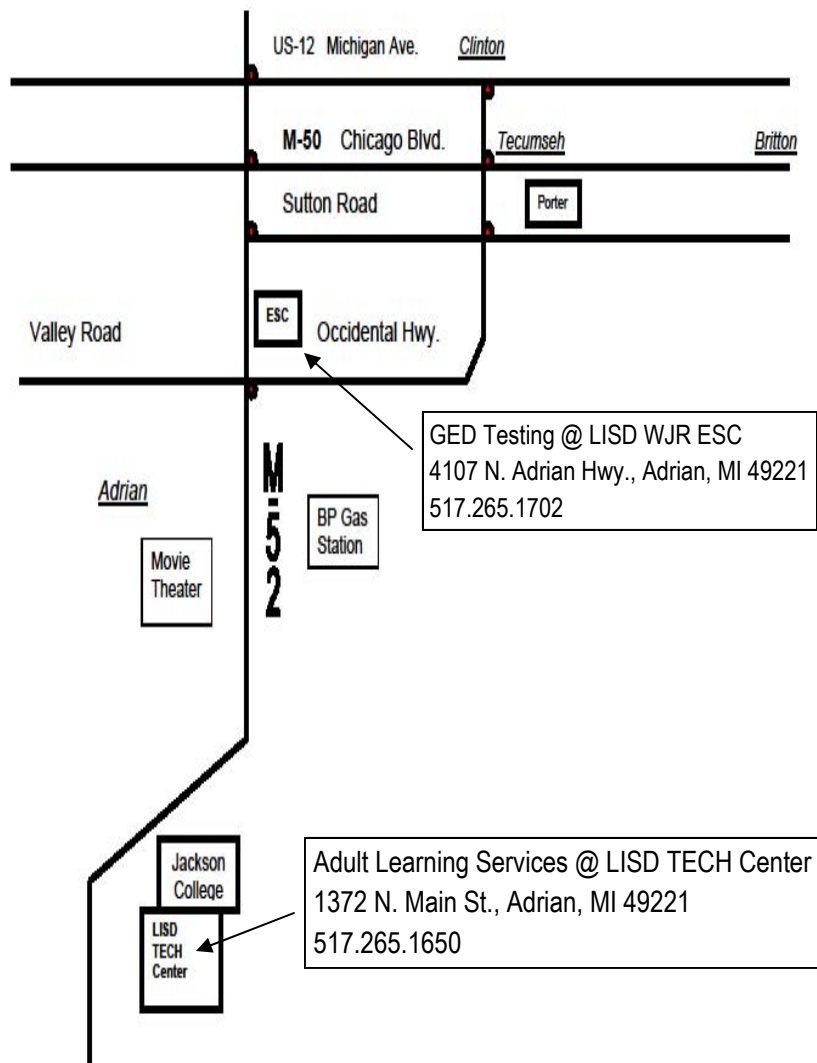 US-12 Michigan Ave. Clinton
M-50 Chicago Blvd. Tecumseh Britton
Sutton Road
Porter
ESC
Valley Road
Occidental Hwy.
GED Testing @ LISD WJR ESC
4107 N. Adrian Hwy., Adrian, MI 49221
517.265.1702
Adrian
M-52
BP Gas
Station
Movie
Theater
Jackson
College
LISD
TECH
Center
Adult Learning Services @ LISD TECH Center
1372 N. Main St., Adrian, MI 49221
517.265.1650